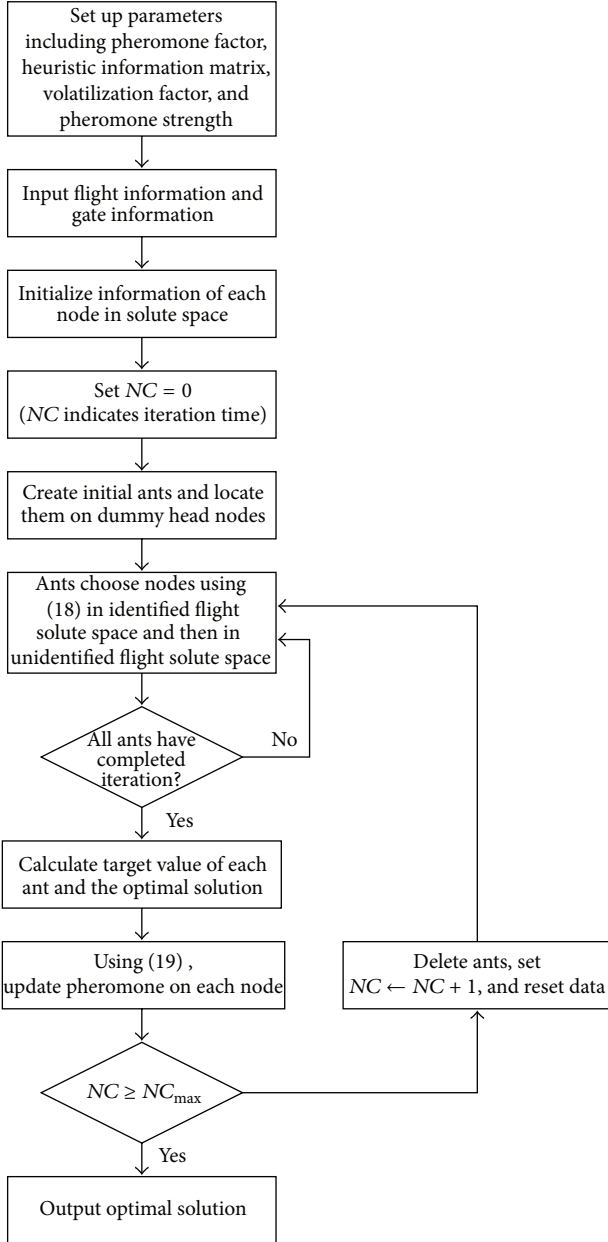 Set up parameters
including pheromone factor,
heuristic information matrix,
volatilization factor, and
pheromone strength
Input flight information and
gate information
Initialize information of each
node in solute space
Set NC = 0
(NC indicates iteration time)
Create initial ants and locate
them on dummy head nodes
Ants choose nodes using
(18) in identified flight
solute space and then in
unidentified flight solute space
All ants have
completed
iteration?
No
Yes
Calculate target value of each
ant and the optimal solution
Using (19) ,
update pheromone on each node
Delete ants, set
NC ← NC + 1, and reset data
NC ≥ NCmax
Yes
Output optimal solution